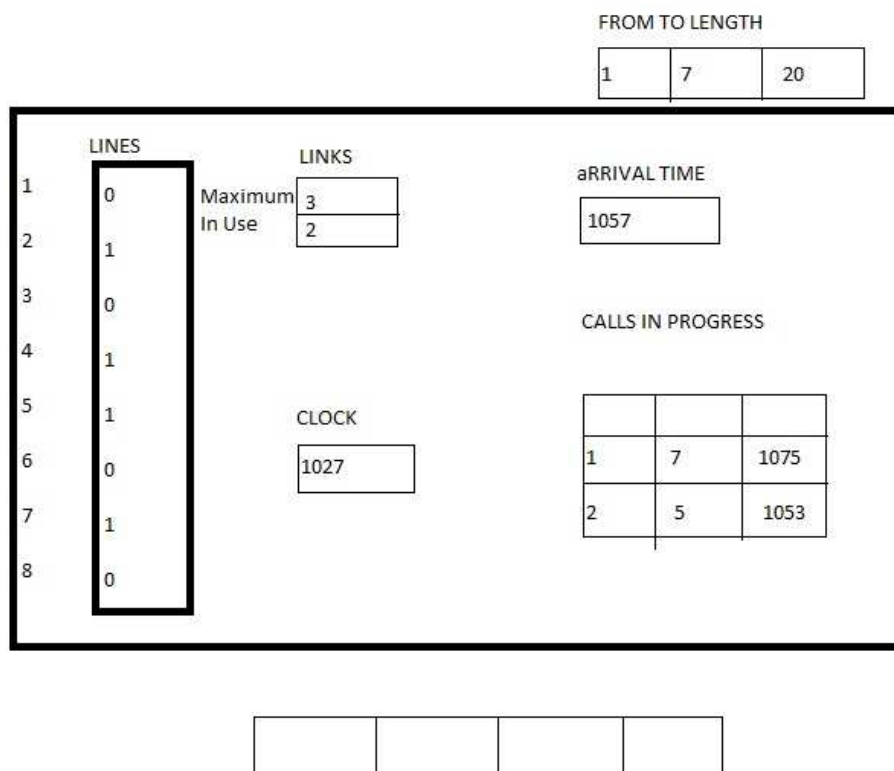 FROM TO LENGTH
1 7 20
LINES
LINKS
aRRIVAL TIME
1 0
Maximum 3
In Use 2
1057
2 1
3 0
CALLS IN PROGRESS
4 1
5 1
CLOCK
6 0
1027
1 7 1075
7 1
2 5 1053
8 0